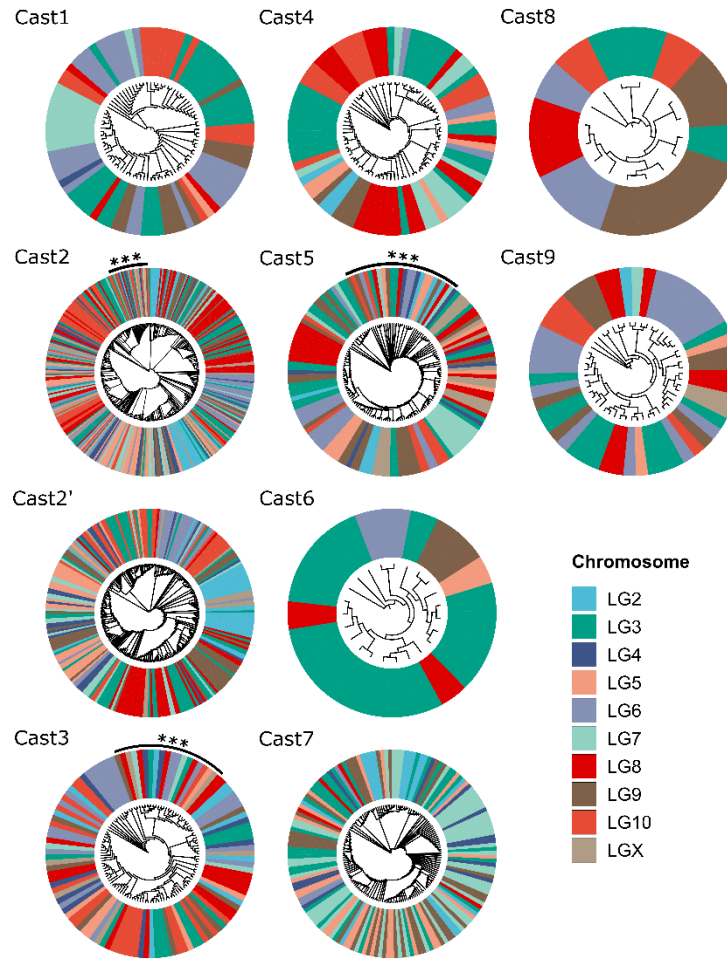 Cast1
Cast4
Cast8
Cast2
***
Cast5
***
Cast9
Cast2'
Cast6
Chromosome
LG2
LG3
LG4
LG5
LG6
LG7
LG8
LG9
LG10
LGX
Cast3
***
Cast7